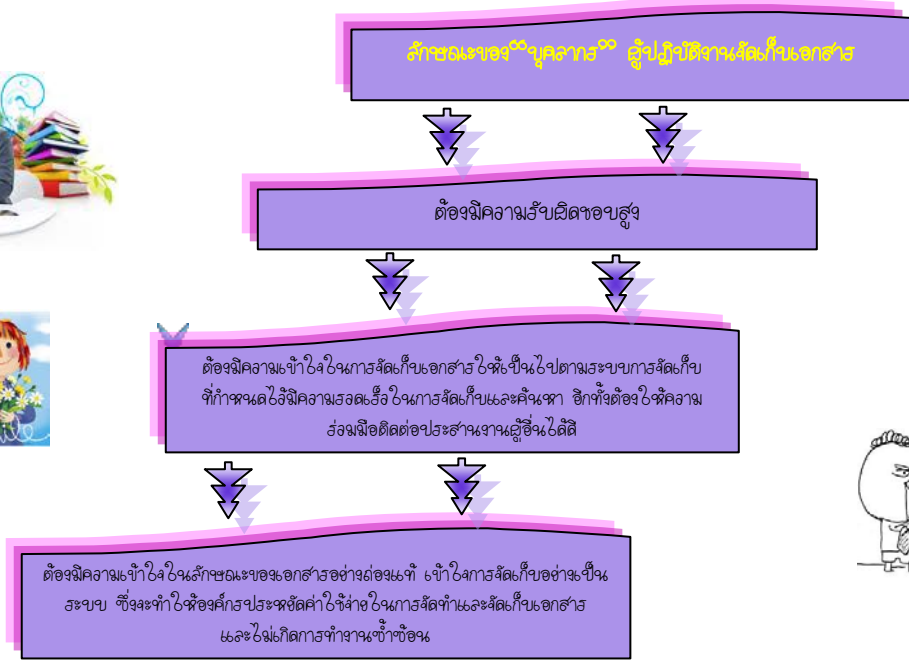 ลักษณะของ“บุคลากร” ผู้ปฏิบัติงานจัดเก็บเอกสาร
ต้องมีความรับผิดชอบสูง
ต้องมีความเข้าใจในการจัดเก็บเอกสารให้เป็นไปตามระบบการจัดเก็บ
ที่กำหนดไว้มีความรวดเร็วในการจัดเก็บและค้นหา อีกทั้งต้องให้ความ
ร่วมมือติดต่อประสานงานผู้อื่นได้ดี
ต้องมีความเข้าใจในลักษณะของเอกสารอย่างถ่องแท้ เข้าใจการจัดเก็บอย่างเป็น
ระบบ ซึ่งจะทำให้องค์กรประหยัดค่าใช้จ่ายในการจัดทำและจัดเก็บเอกสาร
และไม่เกิดการทำงานซ้ำซ้อน